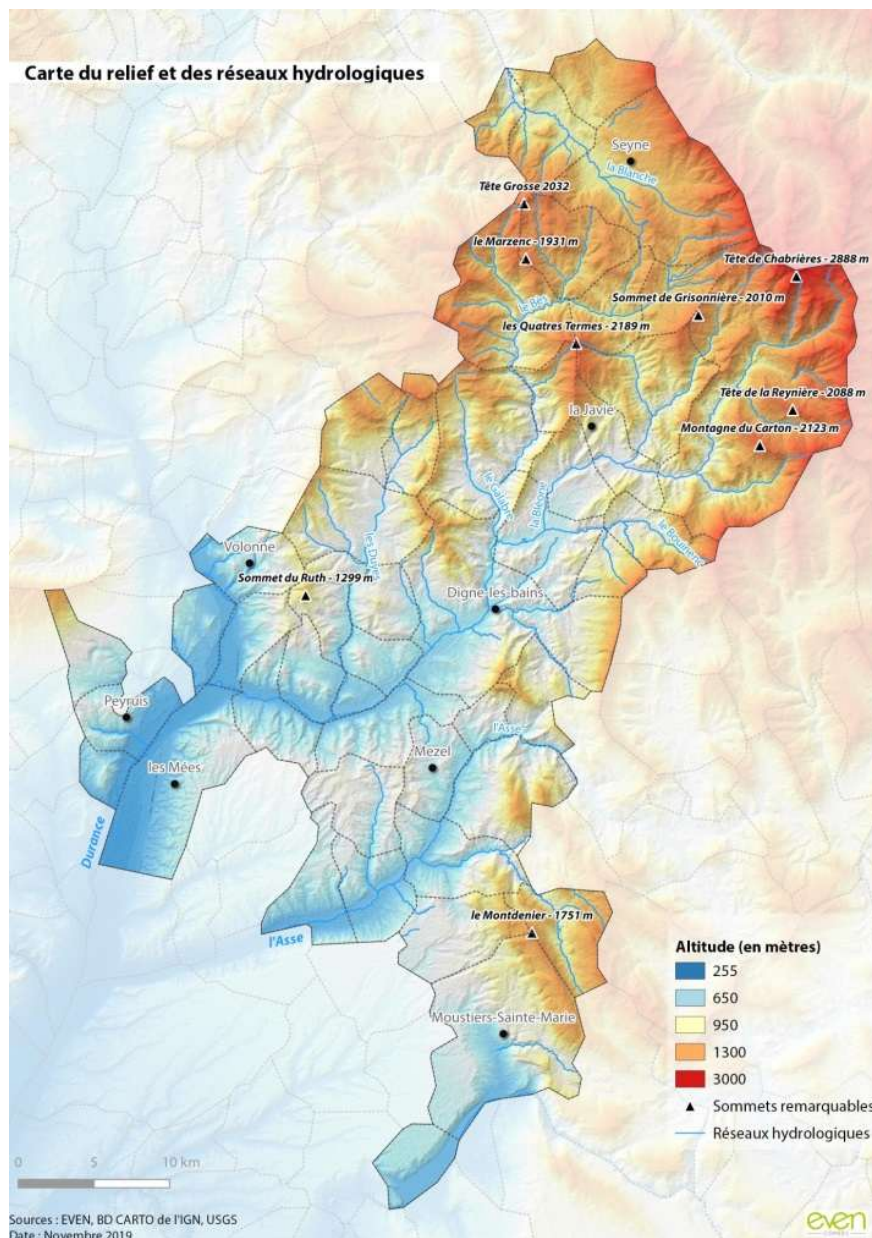 Carte du relief et des réseaux hydrologiques
Seyne
la Blanche
Tête Grosse 2032
le Marzenc - 1931 m
Tête de Chabrières - 2888 m
Sommet de Grisonnière - 2010 m
le Bès
les Quatres Termes - 2189 m
Tête de la Reynière - 2088 m
la Javie
Montagne du Carton - 2123 m
le Galabre
la Bléone
le Bouinenc
les Duyes
Volonne
Sommet du Ruth - 1299 m
Digne-les-bains
Peyruis
l'Asse
Mezel
les Mées
Durance
l'Asse
le Montdenier - 1751 m
Moustiers-Sainte-Marie
Altitude (en mètres)
255
650
950
1300
3000
Sommets remarquables
Réseaux hydrologiques
0 5 10 km
Sources : EVEN, BD CARTO de l'IGN, USGS
Date : Novembre 2019
even